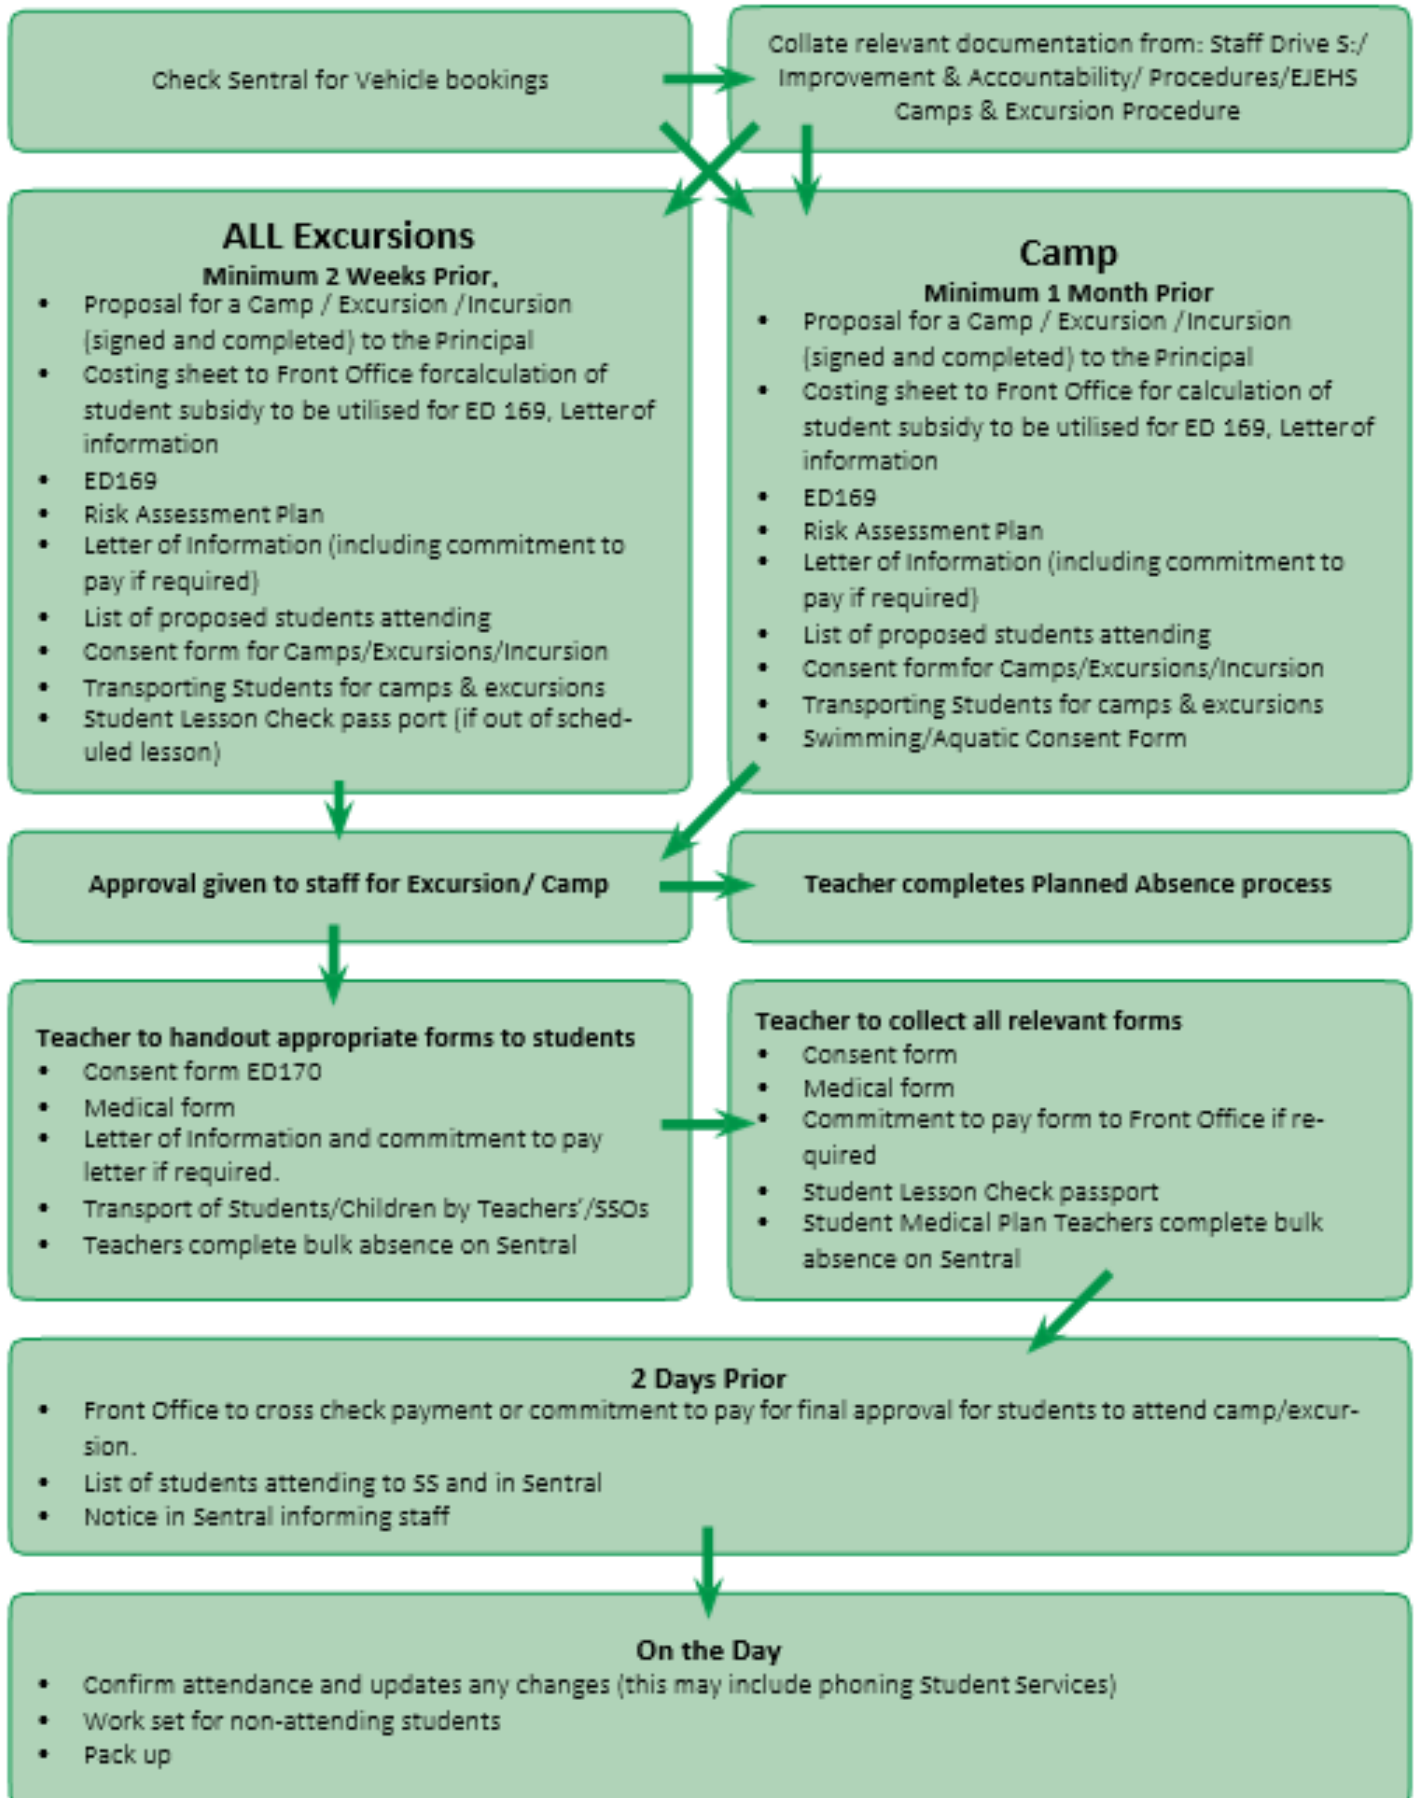 Check Sentral for Vehicle bookings
Collate relevant documentation from: Staff Drive S:/
Improvement & Accountability/ Procedures/EJEHS
Camps & Excursion Procedure
ALL Excursions
Minimum 2 Weeks Prior,
• Proposal for a Camp / Excursion /Incursion
(signed and completed) to the Principal
• Costing sheet to Front Office forcalculation of
student subsidy to be utilised for ED 169, Letter of
information
• ED169
• Risk Assessment Plan
• Letter of Information (including commitment to
pay if required)
• List of proposed students attending
• Consent form for Camps/Excursions/Incursion
• Transporting Students for camps & excursions
• Student Lesson Check pass port (if out of sched-
uled lesson)
Camp
Minimum 1 Month Prior
• Proposal for a Camp / Excursion /Incursion
(signed and completed) to the Principal
• Costing sheet to Front Office for calculation of
student subsidy to be utilised for ED 169, Letter of
information
• ED169
• Risk Assessment Plan
• Letter of Information (including commitment to
pay if required)
• List of proposed students attending
• Consent formfor Camps/Excursions/Incursion
• Transporting Students for camps & excursions
• Swimming/Aquatic Consent Form
Approval given to staff for Excursion / Camp
Teacher completes Planned Absence process
Teacher to handout appropriate forms to students
• Consent form ED170
• Medical form
• Letter of Information and commitment to pay
letter if required.
• Transport of Students/Children by Teachers'/SSOs
• Teachers complete bulk absence on Sentral
Teacher to collect all relevant forms
• Consent form
• Medical form
• Commitment to pay form to Front Office if re-
quired
• Student Lesson Check passport
• Student Medical Plan Teachers complete bulk
absence on Sentral
2 Days Prior
• Front Office to cross check payment or commitment to pay for final approval for students to attend camp/excur-
sion.
• List of students attending to SS and in Sentral
• Notice in Sentral informing staff
On the Day
• Confirm attendance and updates any changes (this may include phoning Student Services)
• Work set for non-attending students
• Pack up